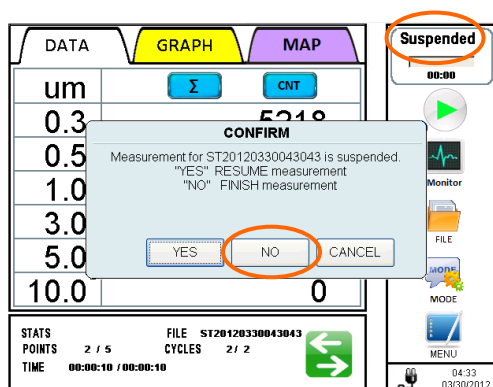 DATA GRAPH MAP
Suspended
00:00
um Σ CNT
0.3 5218
0.5
1.0
3.0
5.0
10.0 0
CONFIRM
Measurement for ST20120330043043 is suspended.
"YES" RESUME measurement
"NO" FINISH measurement
YES NO CANCEL
Monitor
FILE
MODE
MODE
MENU
STATS FILE ST20120330043043
POINTS 2 / 5 CYCLES 2 / 2
TIME 00:00:10 / 00:00:10
04:33
03/30/2012